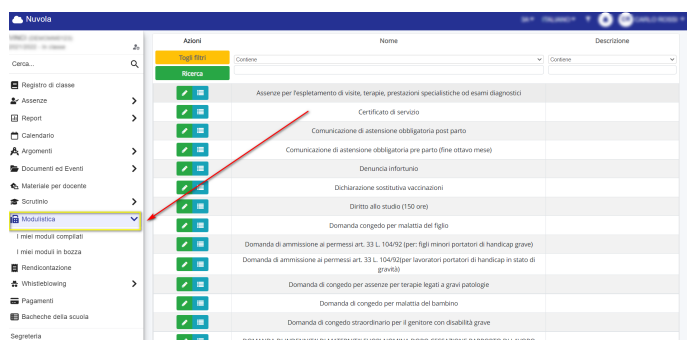 Nuvola
ITALIANO
Azioni Nome Descrizione
Togli filtri Contiene Contiene
Cerca...
Ricerca
Registro di classe
Assenze per l'espletamento di visite, terapie, prestazioni specialistiche od esami diagnostici
Assenze
Certificato di servizio
Report
Comunicazione di astensione obbligatoria post parto
Calendario
Comunicazione di astensione obbligatoria pre parto (fine ottavo mese)
Argomenti
Denuncia infortunio
Documenti ed Eventi
Materiale per docente
Dichiarazione sostitutiva vaccinazioni
Scrutinio
Diritto allo studio (150 ore)
Modulistica
Domanda congedo per malattia del figlio
I miei moduli compilati
Domanda di ammissione ai permessi art. 33 L. 104/92 (per: figli minori portatori di handicap grave)
I miei moduli in bozza
Domanda di ammissione ai permessi art. 33 L. 104/92(per lavoratori portatori di handicap in stato di
gravità)
Rendicontazione
Whistleblowing
Domanda di congedo per assenze per terapie legati a gravi patologie
Pagamenti
Domanda di congedo per malattia del bambino
Bacheche della scuola
Domanda di congedo straordinario per il genitore con disabilità grave
Segreteria